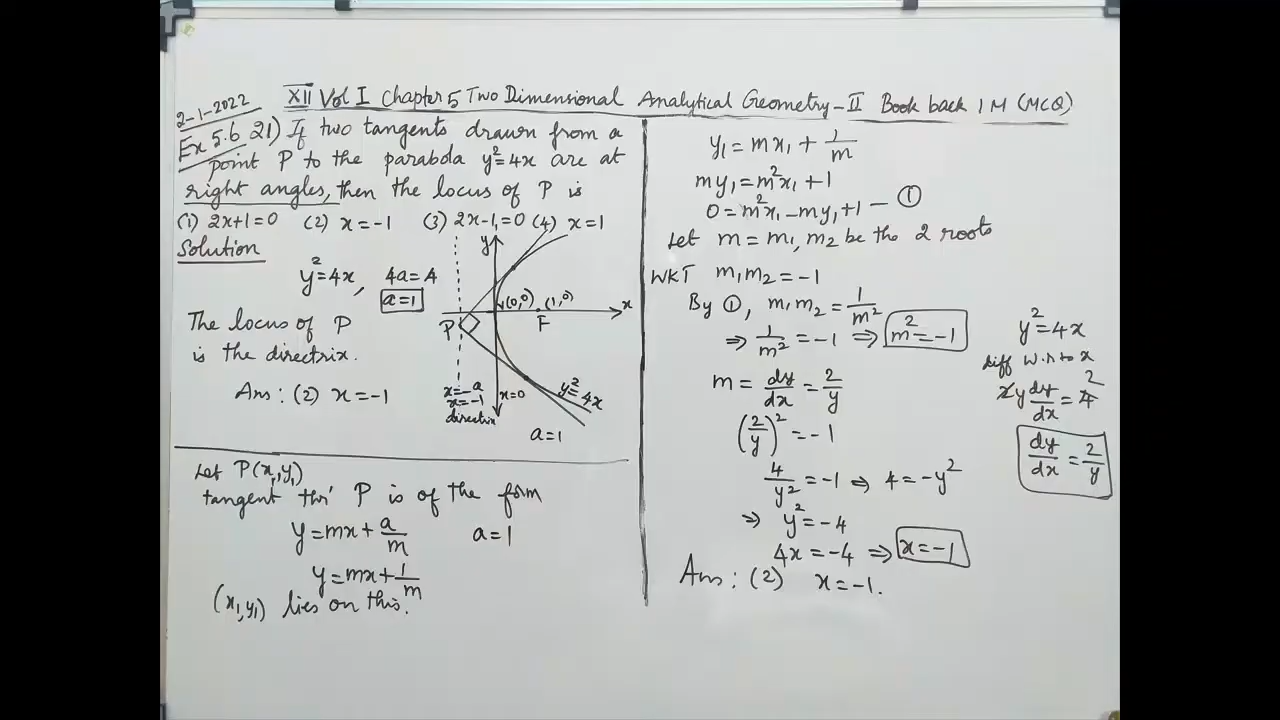 2-1-2022
XII Vol I Chapter 5 Two Dimensional Analytical Geometry - II Book back 1 M (MCQ)
Ex 5.6 21) If two tangents drawn from a
point P to the parabola y²=4x are at
right angles, then the locus of P is
(1) 2x+1=0 (2) x=-1 (3) 2x-1=0 (4) x=1
Solution
y²=4x, 4a=4
a=1
The locus of P
is the directrix.
Ans: (2) x=-1
y
(0,0) (1,0) x
P F
x=-a
x=-1
directrix
x=0
y²=4x
a=1
Let P(x₁,y₁)
tangent thr' P is of the form
y=mx+a/m a=1
y=mx+1/m
(x₁,y₁) lies on this.
y₁=mx₁+1/m
my₁=m²x₁+1
0=m²x₁-my₁+1 — ①
Let m=m₁,m₂ be the 2 roots
WKT m₁m₂=-1
By ①, m₁m₂=1/m²
⇒ 1/m²=-1 ⇒ m²=-1
m=dy/dx=2/y
(2/y)²=-1
4/y²=-1 ⇒ 4=-y²
⇒ y²=-4
4x=-4 ⇒ x=-1
Ans: (2) x=-1.
y²=4x
diff w.r to x
2y dy/dx=4 2
dy/dx=2/y